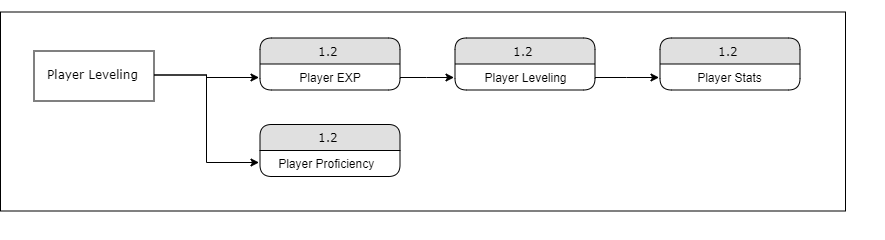 Player Leveling
1.2
Player EXP
1.2
Player Leveling
1.2
Player Stats
1.2
Player Proficiency